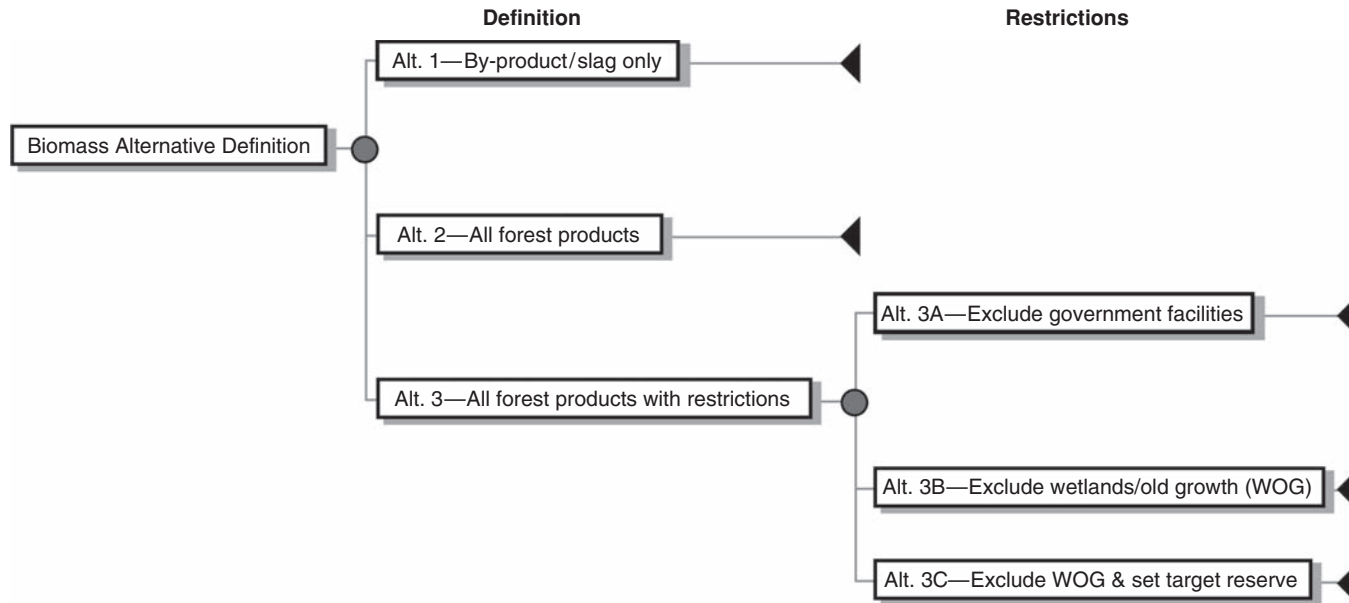 Definition
Restrictions
Alt. 1—By-product/slag only
Biomass Alternative Definition
Alt. 2—All forest products
Alt. 3A—Exclude government facilities
Alt. 3—All forest products with restrictions
Alt. 3B—Exclude wetlands/old growth (WOG)
Alt. 3C—Exclude WOG & set target reserve